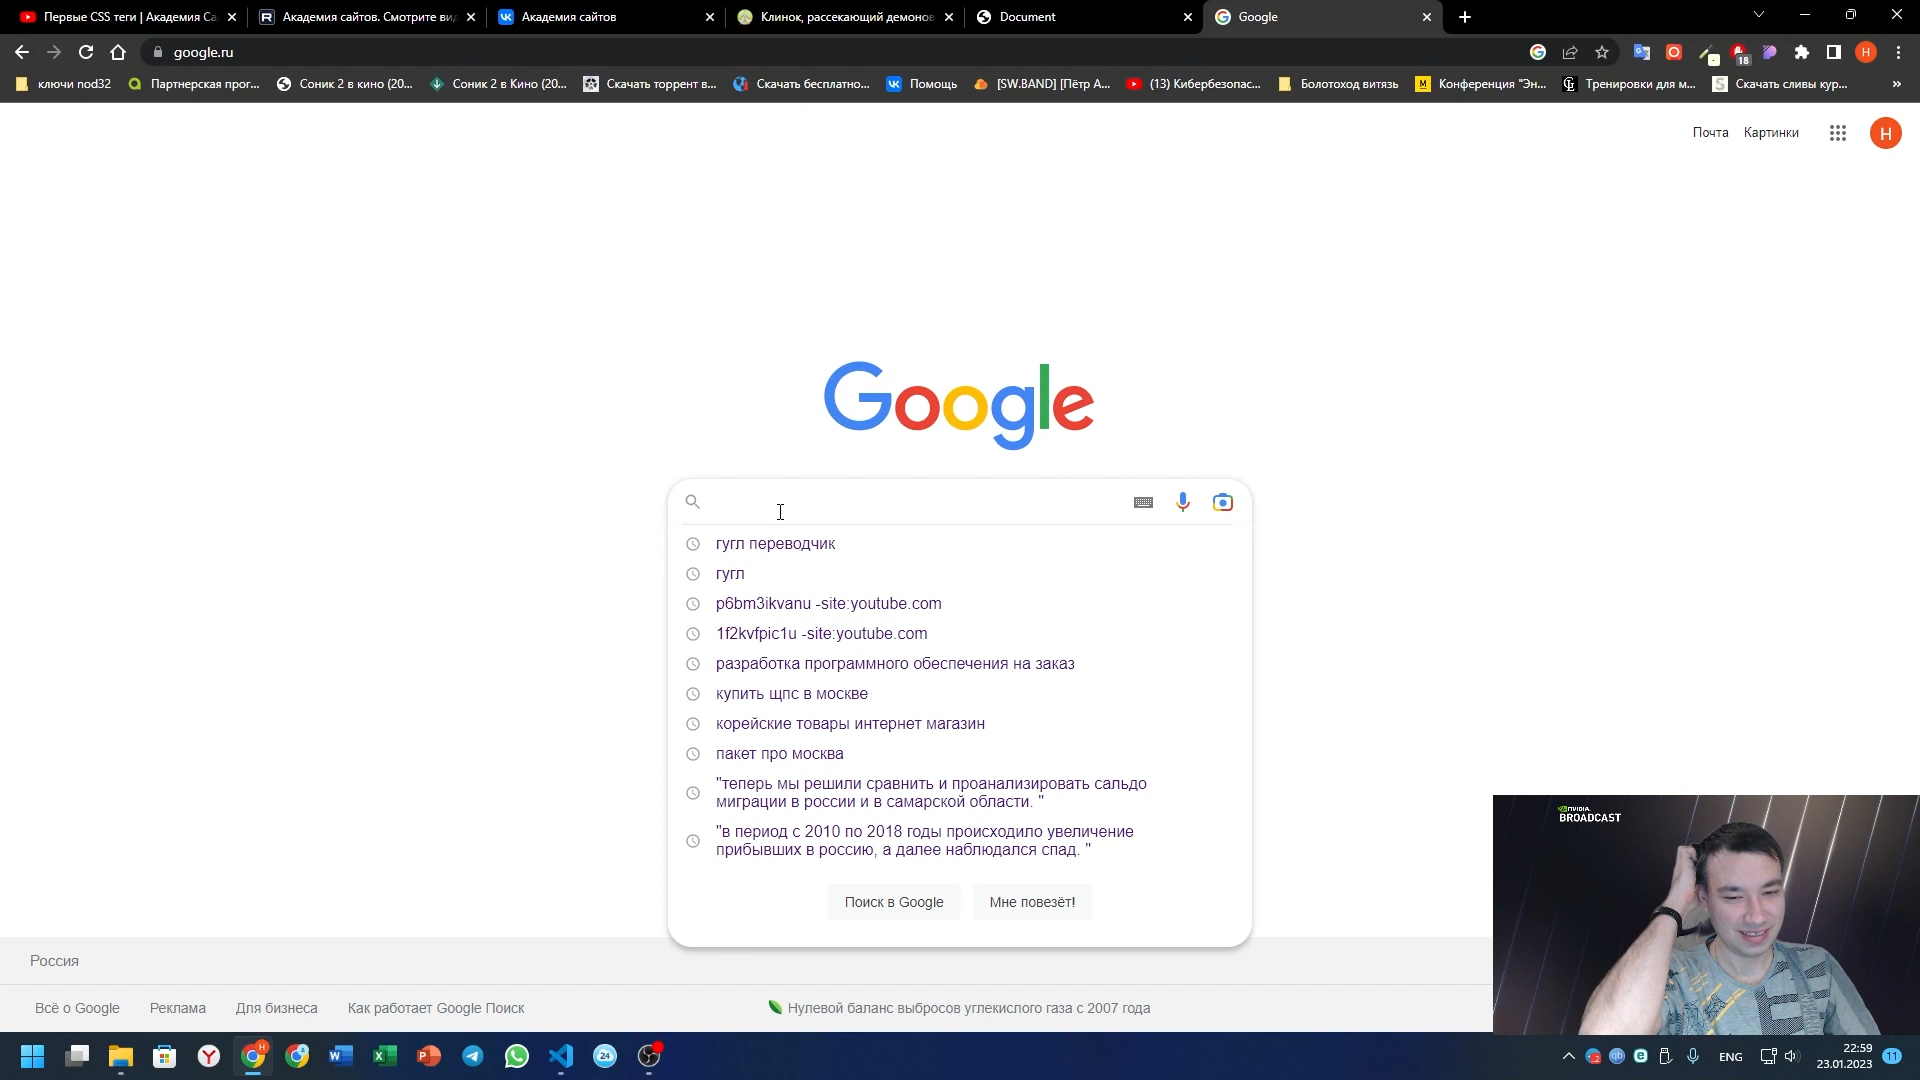 Первые CSS теги | Академия Са
Академия сайтов. Смотрите вид
Академия сайтов
Клинок, рассекающий демонов
Document
Google
google.ru
18
H
ключи nod32
Партнерская прог...
Соник 2 в кино (20...
Соник 2 в Кино (20...
Скачать торрент в...
Скачать бесплатно...
Помощь
[SW.BAND] [Пётр А...
(13) Кибербезопас...
Болотоход витязь
Конференция "Эн...
Тренировки для м...
Скачать сливы кур...
»
Почта
Картинки
H
Google
гугл переводчик
гугл
p6bm3ikvanu -site:youtube.com
1f2kvfpic1u -site:youtube.com
разработка программного обеспечения на заказ
купить щпс в москве
корейские товары интернет магазин
пакет про москва
"теперь мы решили сравнить и проанализировать сальдо
миграции в россии и в самарской области. "
"в период с 2010 по 2018 годы происходило увеличение
прибывших в россию, а далее наблюдался спад. "
Поиск в Google
Мне повезёт!
NVIDIA.
BROADCAST
Россия
Всё о Google
Реклама
Для бизнеса
Как работает Google Поиск
Нулевой баланс выбросов углекислого газа с 2007 года
24
ENG
22:59
23.01.2023
11